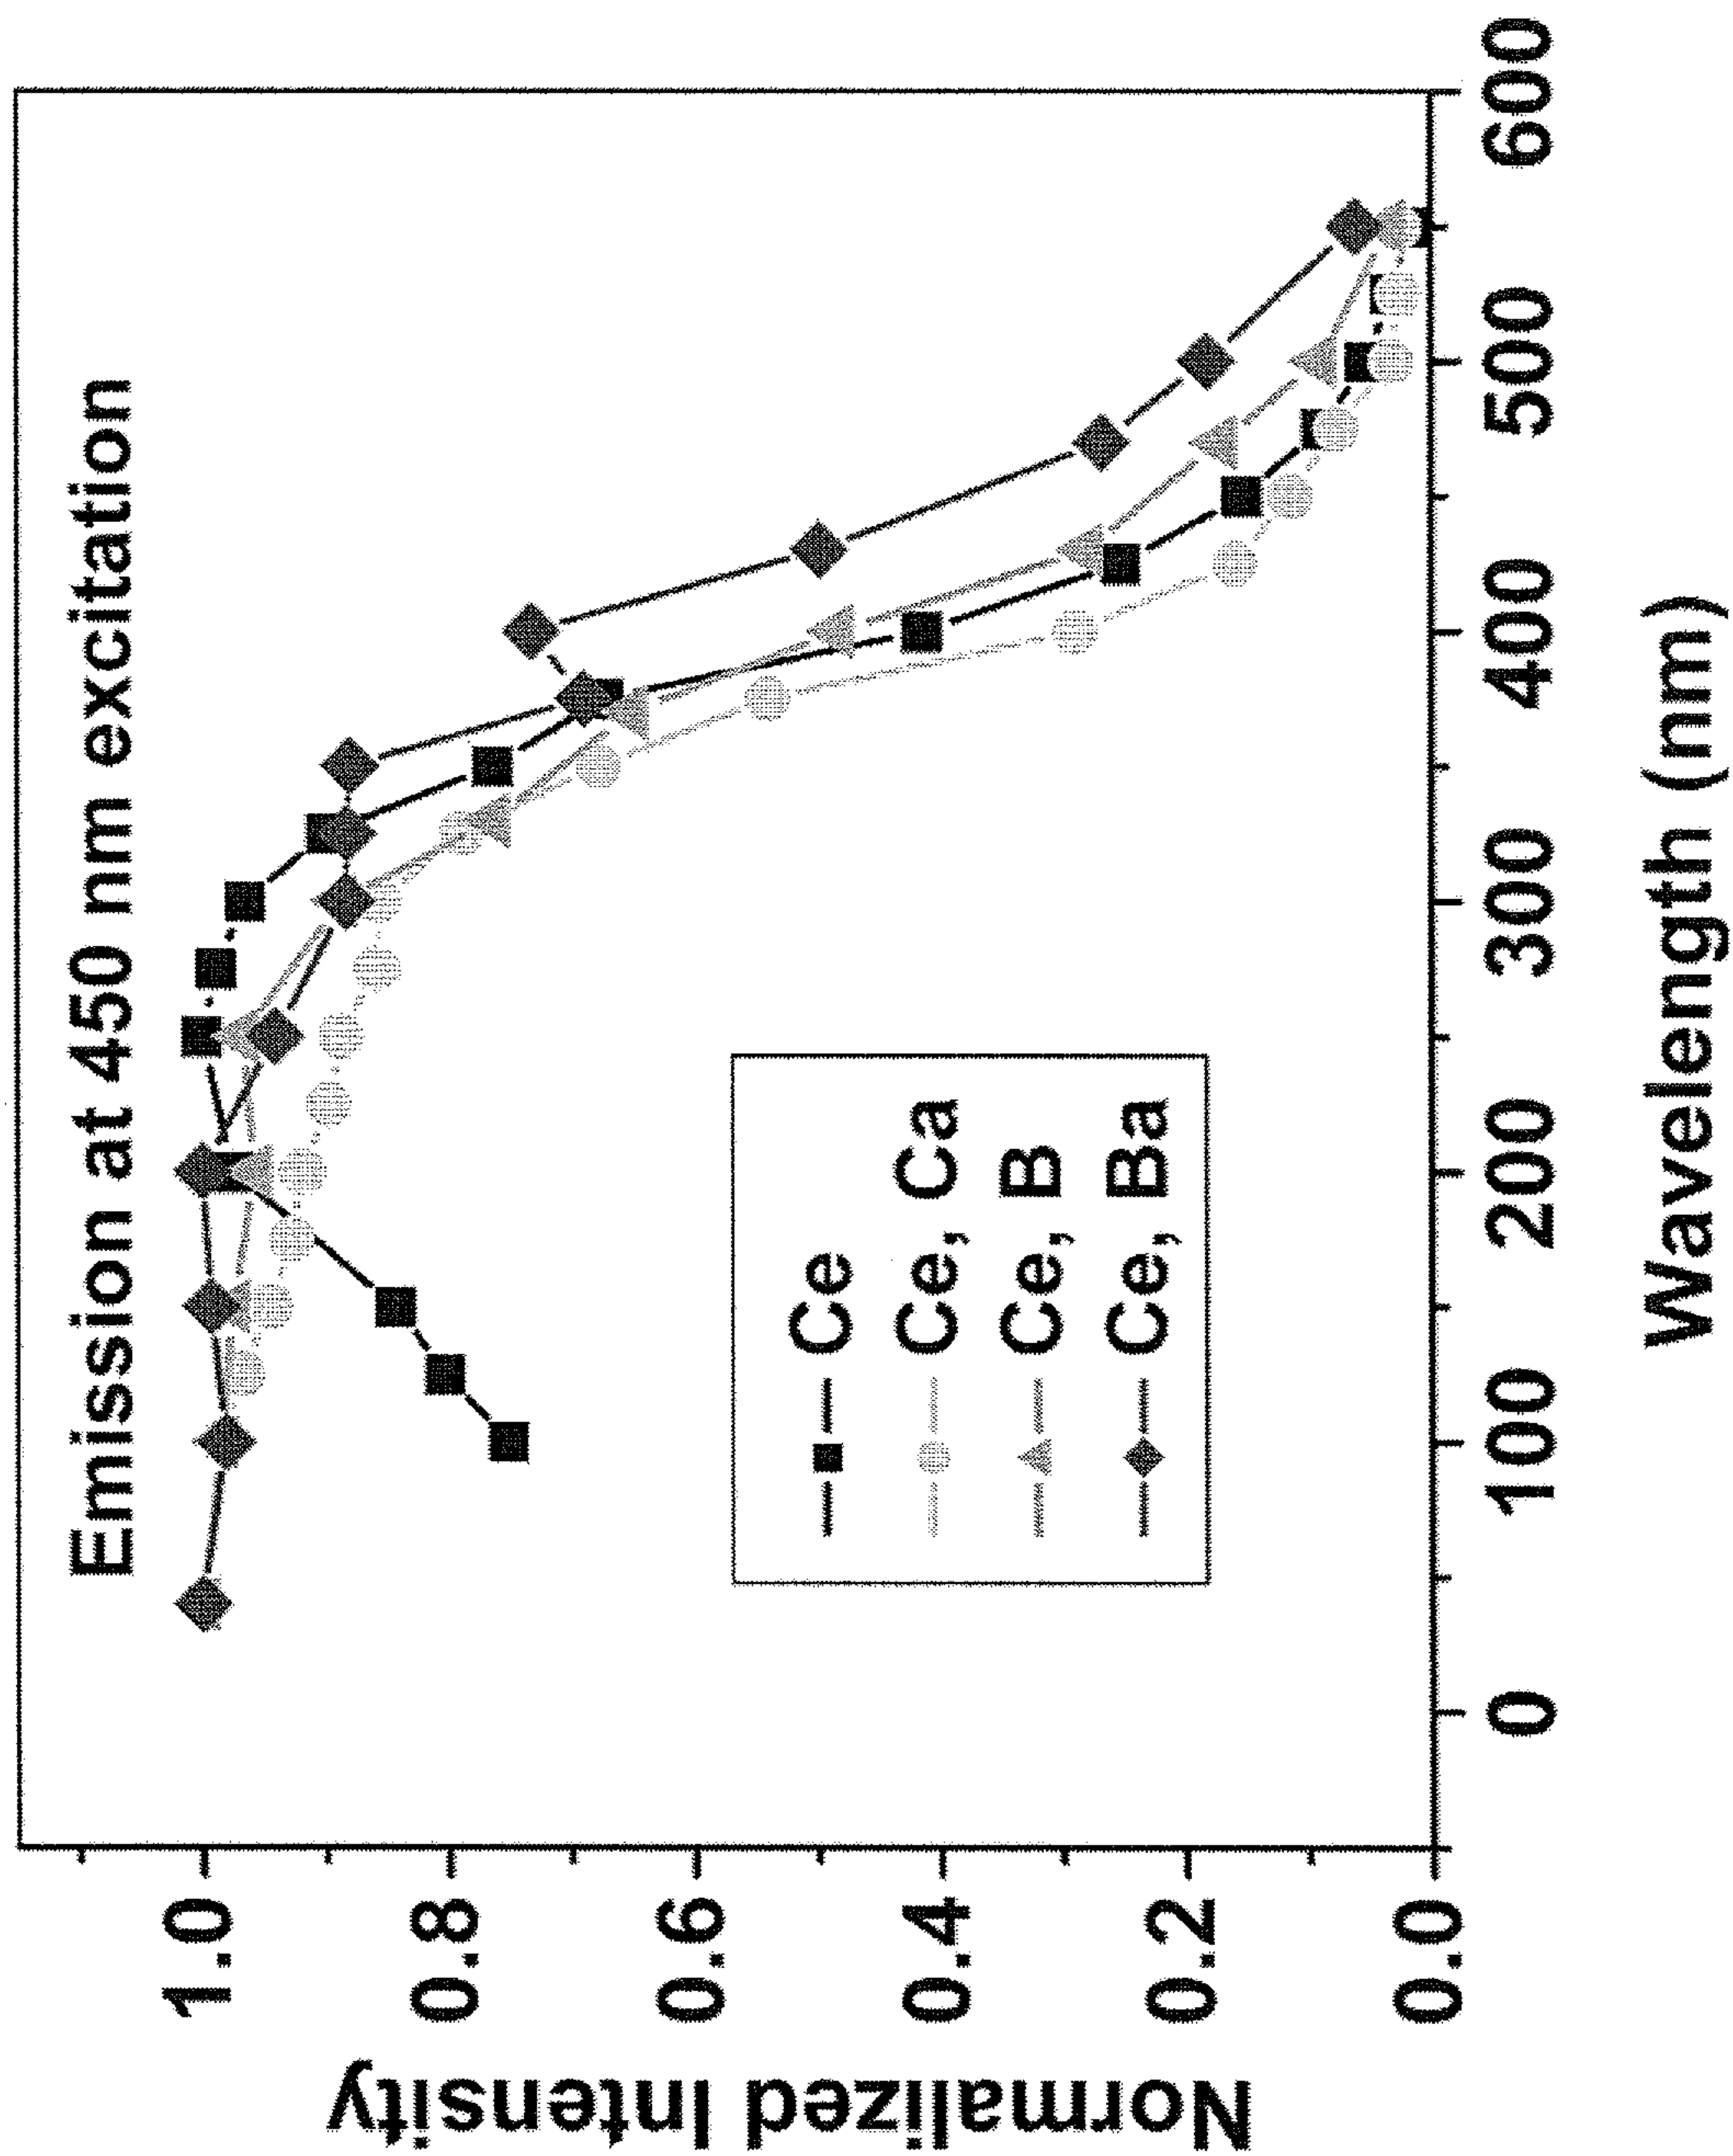 Emission at 450 nm excitation
Normalized Intensity
1.0
0.8
0.6
0.4
0.2
0.0
Ce
Ce, Ca
Ce, B
Ce, Ba
0 100 200 300 400 500 600
Wavelength (nm)